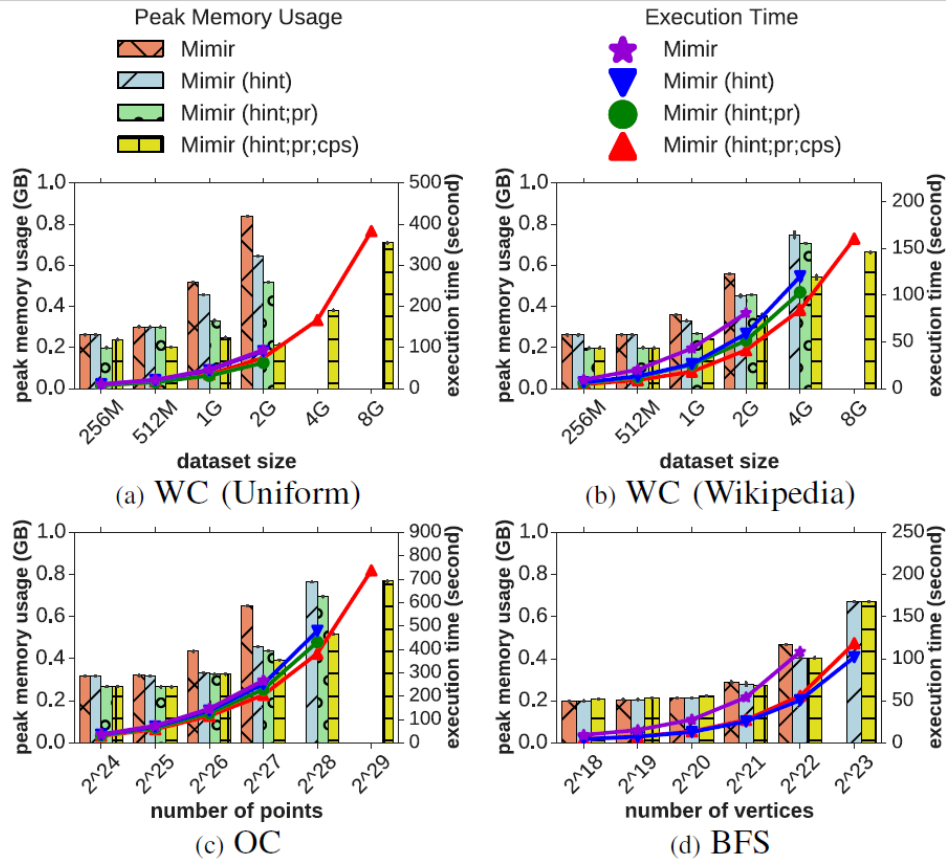 Peak Memory Usage
Mimir
Mimir (hint)
Mimir (hint;pr)
Mimir (hint;pr;cps)
Execution Time
Mimir
Mimir (hint)
Mimir (hint;pr)
Mimir (hint;pr;cps)
peak memory usage (GB)
1.0
0.8
0.6
0.4
0.2
0.0
500
400
300
200
100
0
execution time (second)
256M 512M 1G 2G 4G 8G
dataset size
(a) WC (Uniform)
peak memory usage (GB)
1.0
0.8
0.6
0.4
0.2
0.0
200
150
100
50
0
execution time (second)
256M 512M 1G 2G 4G 8G
dataset size
(b) WC (Wikipedia)
peak memory usage (GB)
1.0
0.8
0.6
0.4
0.2
0.0
900
800
700
600
500
400
300
200
100
0
execution time (second)
2^24 2^25 2^26 2^27 2^28 2^29
number of points
(c) OC
peak memory usage (GB)
1.0
0.8
0.6
0.4
0.2
0.0
250
200
150
100
50
0
execution time (second)
2^18 2^19 2^20 2^21 2^22 2^23
number of vertices
(d) BFS